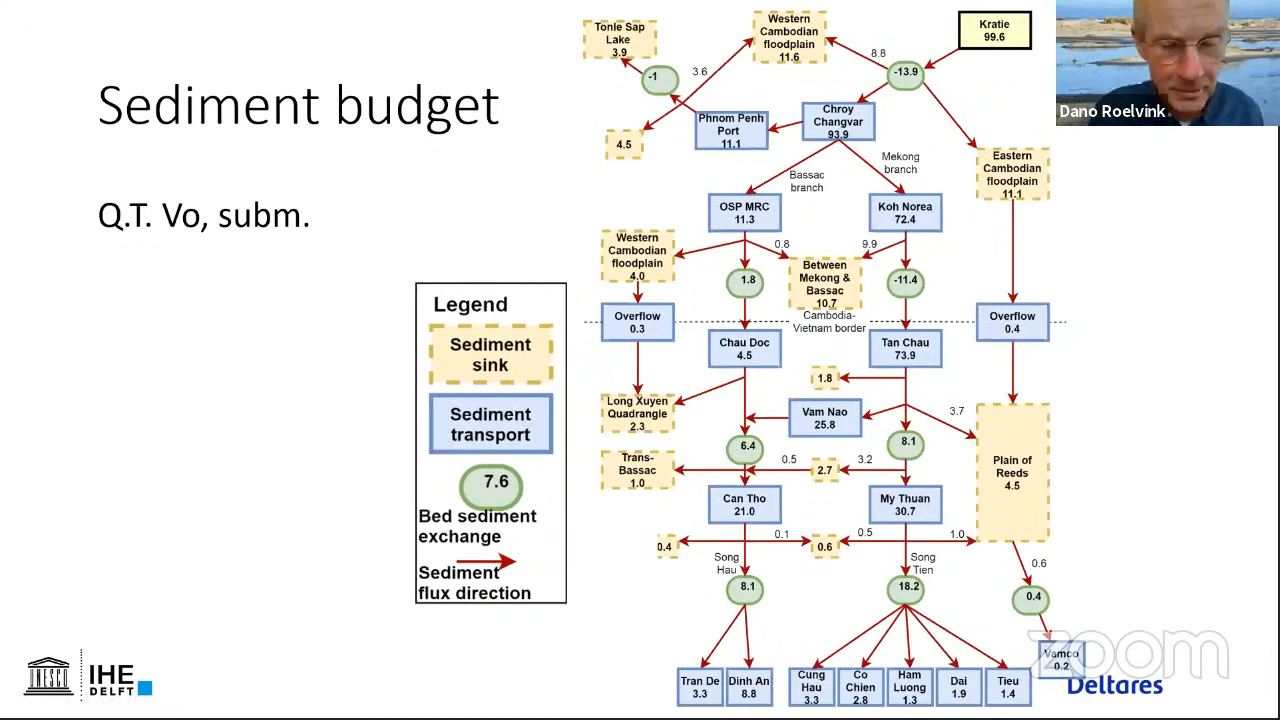 Sediment budget
Q.T. Vo, subm.
Legend
Sediment
sink
Sediment
transport
7.6
Bed sediment
exchange
Sediment
flux direction
Tonle Sap
Lake
3.9
Western
Cambodian
floodplain
11.6
Kratie
99.6
8.8
-1
3.6
-13.9
Phnom Penh
Port
11.1
Chroy
Changvar
93.9
4.5
Eastern
Cambodian
floodplain
11.1
Bassac
branch
Mekong
branch
OSP MRC
11.3
Koh Norea
72.4
Western
Cambodian
floodplain
4.0
0.8
9.9
Between
Mekong &
Bassac
10.7
1.8
-11.4
Overflow
0.3
Cambodia-
Vietnam border
Overflow
0.4
Chau Doc
4.5
Tan Chau
73.9
1.8
Long Xuyen
Quadrangle
2.3
Vam Nao
25.8
3.7
6.4
8.1
Trans-
Bassac
1.0
0.5
2.7
3.2
Plain of
Reeds
4.5
Can Tho
21.0
My Thuan
30.7
0.4
0.1
0.6
0.5
1.0
Song
Hau
Song
Tien
0.6
8.1
18.2
0.4
Vamco
0.2
Tran De
3.3
Dinh An
8.8
Cung
Hau
3.3
Co
Chien
2.8
Ham
Luong
1.3
Dai
1.9
Tieu
1.4
Dano Roelvink
unesco
IHE
DELFT
zoom
Deltares